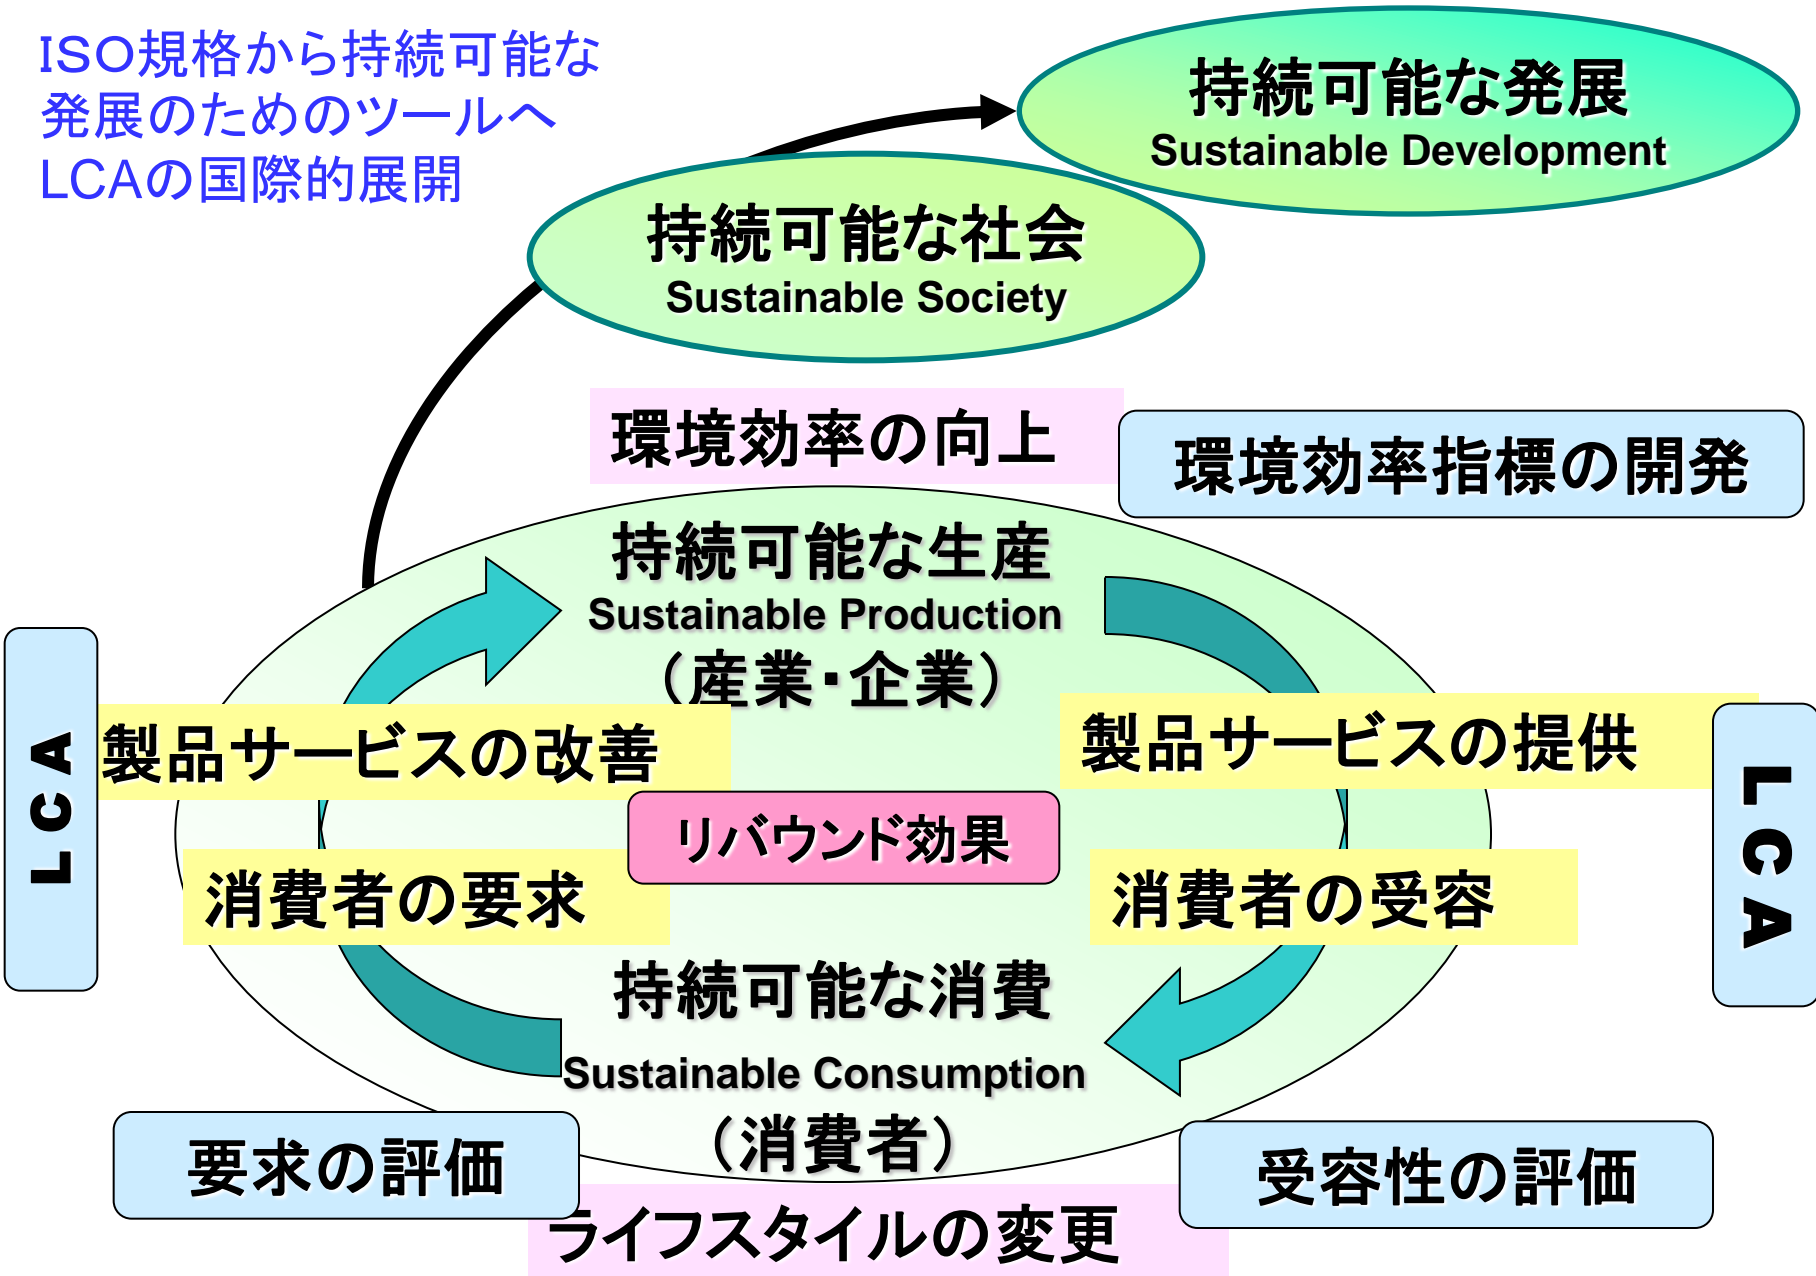 ISO規格から持続可能な
発展のためのツールへ
LCAの国際的展開
持続可能な発展
Sustainable Development
持続可能な社会
Sustainable Society
環境効率の向上
環境効率指標の開発
持続可能な生産
Sustainable Production
（産業・企業）
LCA
製品サービスの改善
製品サービスの提供
LCA
リバウンド効果
消費者の要求
消費者の受容
持続可能な消費
Sustainable Consumption
（消費者）
要求の評価
受容性の評価
ライフスタイルの変更